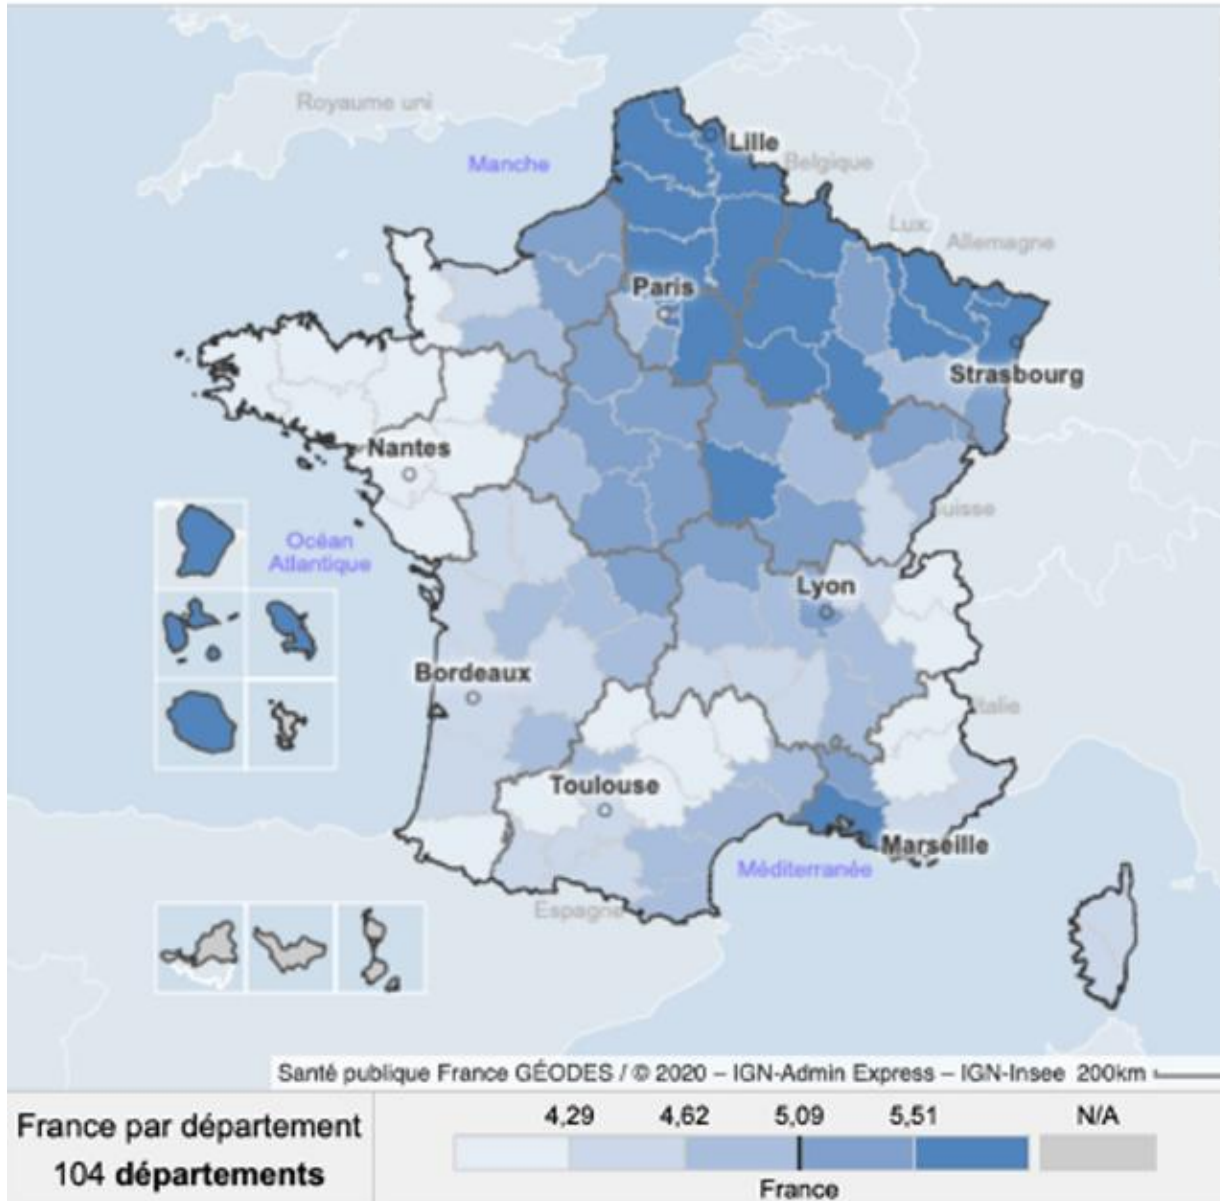 Royaume uni
Manche
Lille
Belgique
Lux.
Allemagne
Paris
Strasbourg
Nantes
Suisse
Océan
Atlantique
Lyon
Bordeaux
Italie
Toulouse
Marseille
Méditerranée
Espagne
Santé publique France GÉODES / © 2020 – IGN-Admin Express – IGN-Insee 200km
France par département
104 départements
4,29 4,62 5,09 5,51 N/A
France